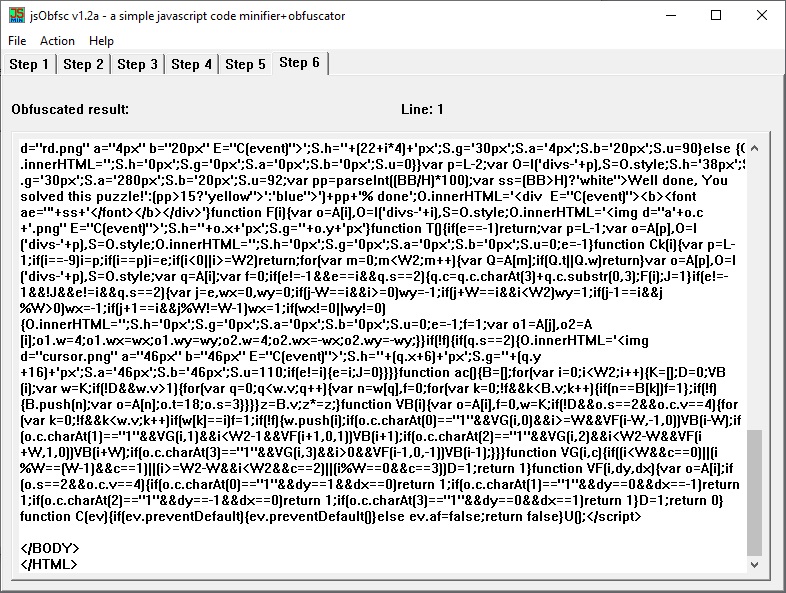 jsObfsc v1.2a - a simple javascript code minifier+obfuscator
File Action Help
Step 1 Step 2 Step 3 Step 4 Step 5 Step 6
Obfuscated result: Line: 1
d="rd.png" a="4px" b="20px" E="C(event)">';S.h=''+(22+i*4)+'px';S.g='30px';S.a='4px';S.b='20px';S.u=90}else {O
.innerHTML='';S.h='0px';S.g='0px';S.a='0px';S.b='0px';S.u=0}}var p=L-2;var O=I('divs-'+p),S=O.style;S.h='38px';S
.g='30px';S.a='280px';S.b='20px';S.u=92;var pp=parseInt((BB/H)*100);var ss=(BB>H)?'white">Well done, You
solved this puzzle!':(pp>15?'yellow">':'blue">')+pp+'% done';O.innerHTML='<div  E="C(event)"><b><font
ae="'+ss+'</font></b></div>'}function F(i){var o=A[i],O=I('divs-'+i),S=O.style;O.innerHTML='<img d="a'+o.c
+'.png" E="C(event)">';S.h=''+o.x+'px';S.g=''+o.y+'px'}function T(){if(e==-1)return;var p=L-1;var o=A[p],O=I
('divs-'+p),S=O.style;O.innerHTML='';S.h='0px';S.g='0px';S.a='0px';S.b='0px';S.u=0;e=-1}function Ck(i){var p=L-
1;if(i==-9)i=p;if(i==p)i=e;if(i<0||i>=W2)return;for(var m=0;m<W2;m++){var Q=A[m];if(Q.t||Q.w)return}var o=A[p],O=I
('divs-'+p),S=O.style;var q=A[i];var f=0;if(e!=-1&&e==i&&q.s==2){q.c=q.c.charAt(3)+q.c.substr(0,3);F(i);J=1}if(e!=-
1&&!J&&e!=i&&q.s==2){var j=e,wx=0,wy=0;if(j-W==i&&i>=0)wy=-1;if(j+W==i&&i<W2)wy=1;if(j-1==i&&j
%W>0)wx=-1;if(j+1==i&&j%W!=W-1)wx=1;if(wx!=0||wy!=0)
{O.innerHTML='';S.h='0px';S.g='0px';S.a='0px';S.b='0px';S.u=0;e=-1;f=1;var o1=A[j],o2=A
[i];o1.w=4;o1.wx=wx;o1.wy=wy;o2.w=4;o2.wx=-wx;o2.wy=-wy;}}if(!f){if(q.s==2){O.innerHTML='<img
d="cursor.png" a="46px" b="46px" E="C(event)">';S.h=''+(q.x+6)+'px';S.g=''+(q.y
+16)+'px';S.a='46px';S.b='46px';S.u=110;if(e!=i){e=i;J=0}}}}function ac(){B=[];for(var i=0;i<W2;i++){K=[];D=0;VB
(i);var w=K;if(!D&&w.v>1){for(var q=0;q<w.v;q++){var n=w[q],f=0;for(var k=0;!f&&k<B.v;k++){if(n==B[k])f=1};if(!f)
{B.push(n);var o=A[n];o.t=18;o.s=3}}}}z=B.v;z*=z;}function VB(i){var o=A[i],f=0,w=K;if(!D&&o.s==2&&o.c.v==4){for
(var k=0;!f&&k<w.v;k++)if(w[k]==i)f=1;if(!f){w.push(i);if(o.c.charAt(0)=="1"&&VG(i,0)&&i>=W&&VF(i-W,-1,0))VB(i-W);if
(o.c.charAt(1)=="1"&&VG(i,1)&&i<W2-1&&VF(i+1,0,1))VB(i+1);if(o.c.charAt(2)=="1"&&VG(i,2)&&i<W2-W&&VF(i
+W,1,0))VB(i+W);if(o.c.charAt(3)=="1"&&VG(i,3)&&i>0&&VF(i-1,0,-1))VB(i-1);}}}function VG(i,c){if((i<W&&c==0)||(i
%W==(W-1)&&c==1)||(i>=W2-W&&i<W2&&c==2)||(i%W==0&&c==3))D=1;return 1}function VF(i,dy,dx){var o=A[i];if
(o.s==2&&o.c.v==4){if(o.c.charAt(0)=="1"&&dy==1&&dx==0)return 1;if(o.c.charAt(1)=="1"&&dy==0&&dx==-1)return
1;if(o.c.charAt(2)=="1"&&dy==-1&&dx==0)return 1;if(o.c.charAt(3)=="1"&&dy==0&&dx==1)return 1}D=1;return 0}
function C(ev){if(ev.preventDefault){ev.preventDefault()}else ev.af=false;return false}U();</script>
</BODY>
</HTML>